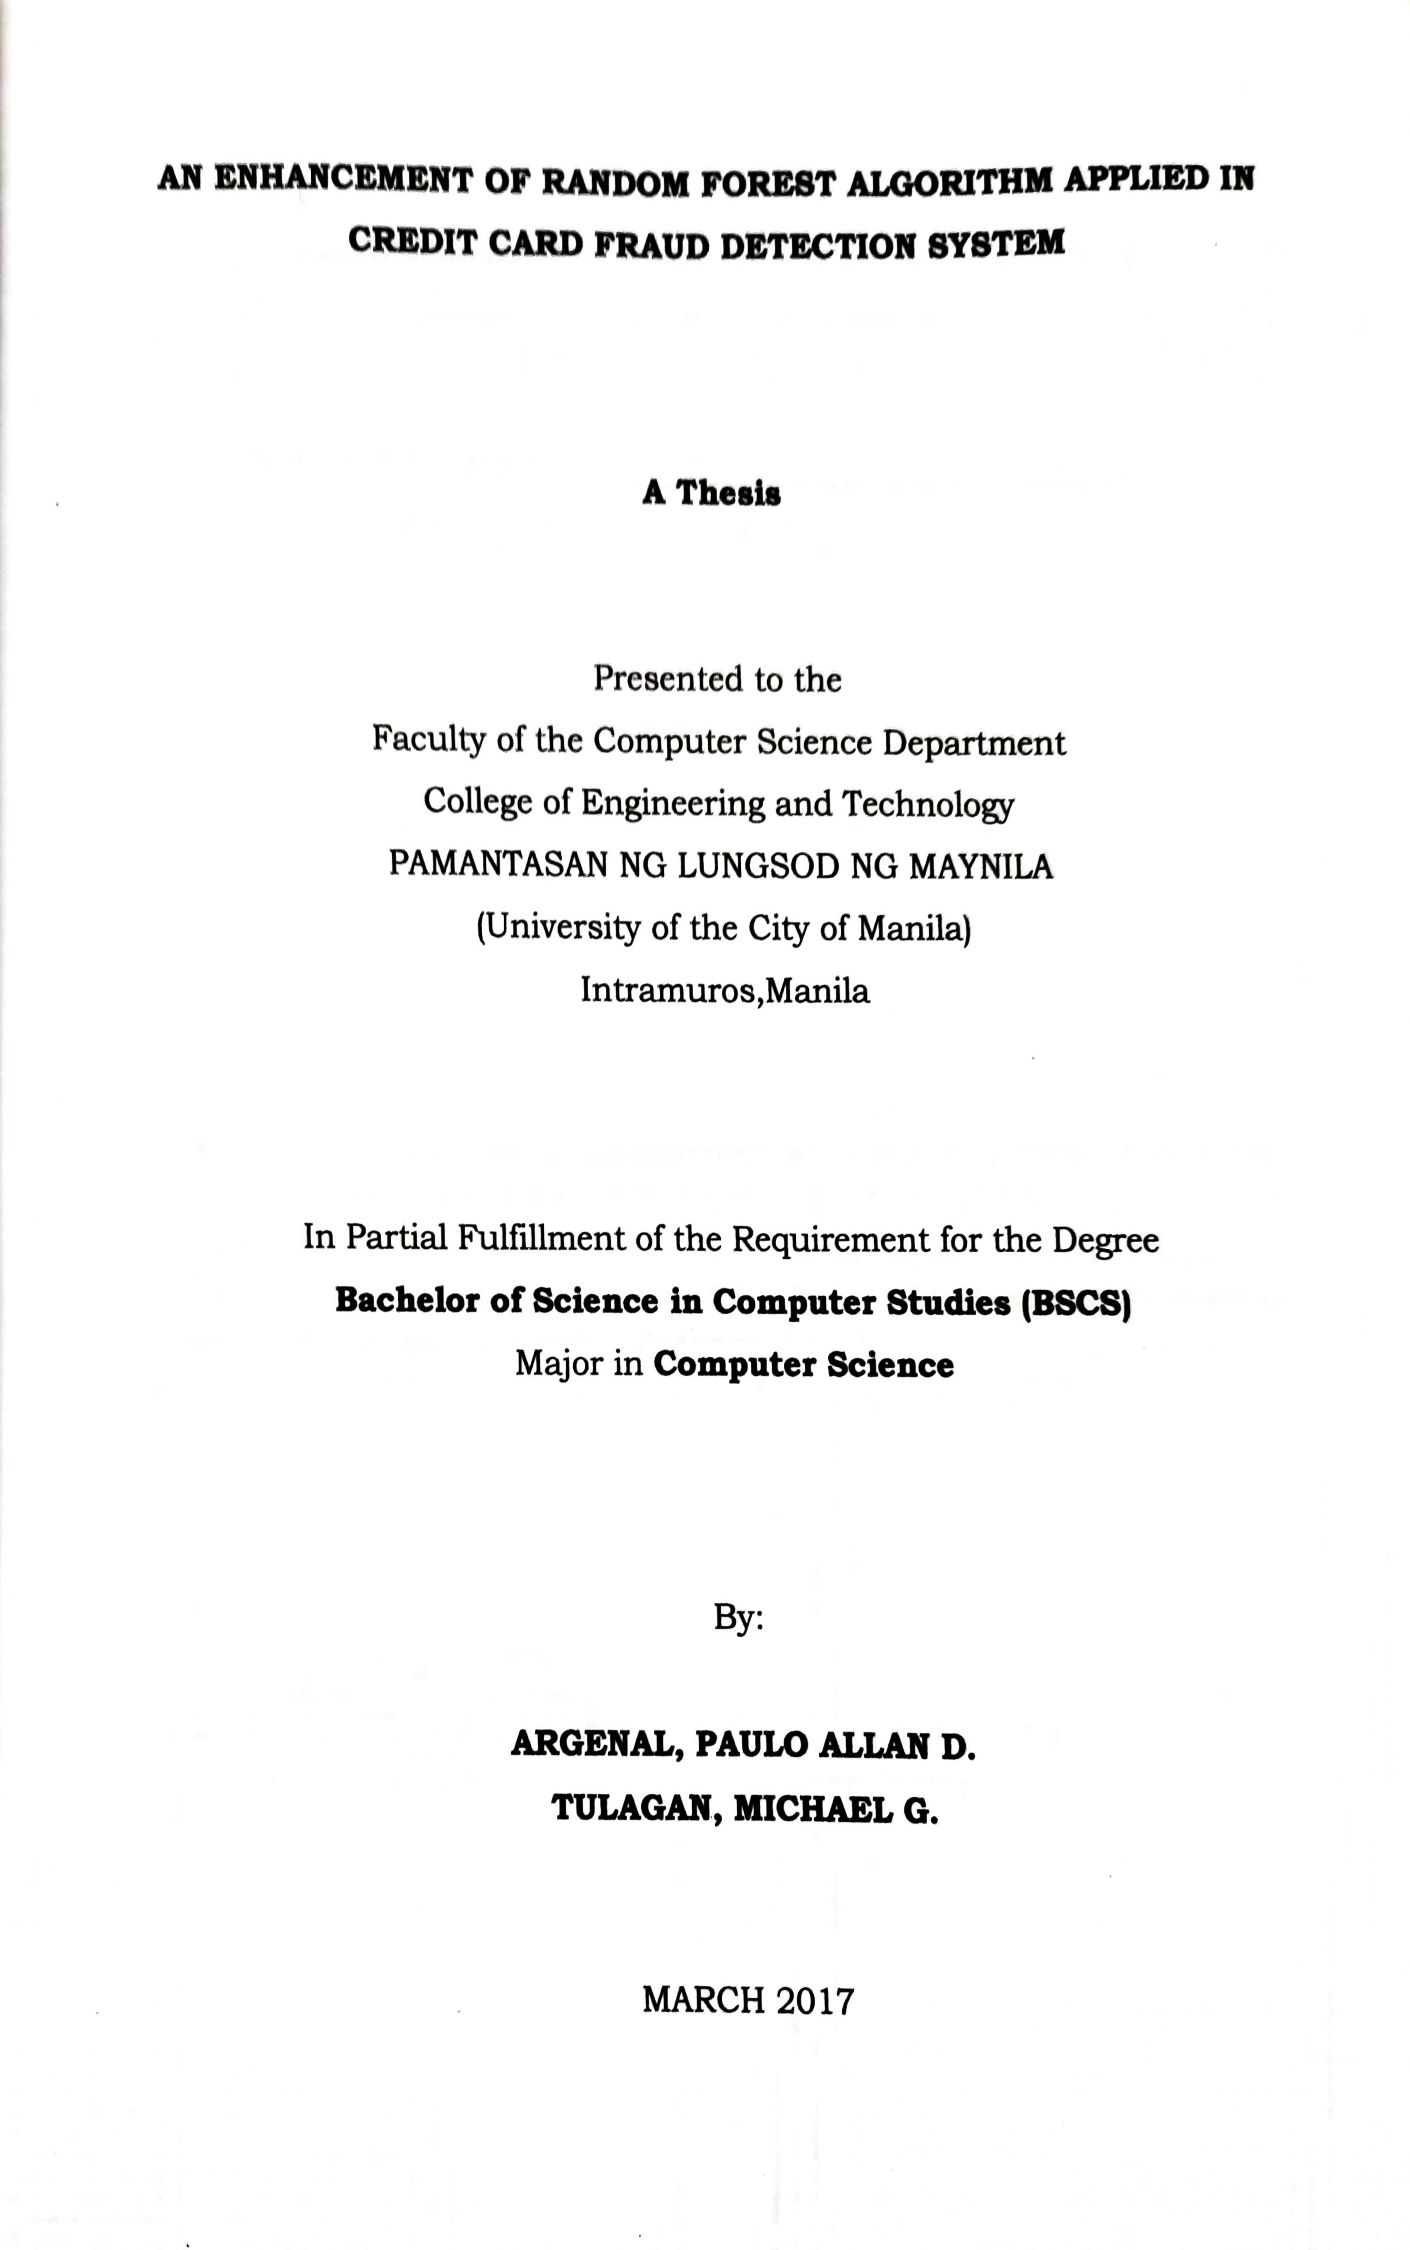 AN ENHANCEMENT OF RANDOM FOREST ALGORITHM APPLIED IN
CREDIT CARD FRAUD DETECTION SYSTEM
A Thesis
Presented to the
Faculty of the Computer Science Department
College of Engineering and Technology
PAMANTASAN NG LUNGSOD NG MAYNILA
(University of the City of Manila)
Intramuros,Manila
In Partial Fulfillment of the Requirement for the Degree
Bachelor of Science in Computer Studies (BSCS)
Major in Computer Science
By:
ARGENAL, PAULO ALLAN D.
TULAGAN, MICHAEL G.
MARCH 2017